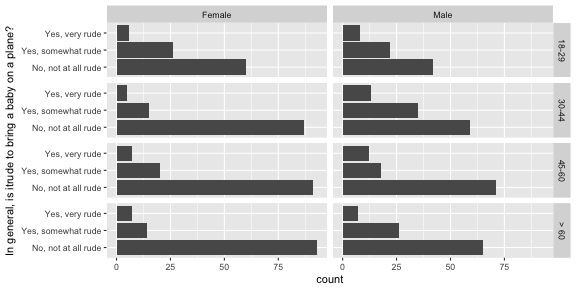 Female Male
In general, is itrude to bring a baby on a plane?
Yes, very rude
Yes, somewhat rude
No, not at all rude
18-29
Yes, very rude
Yes, somewhat rude
No, not at all rude
30-44
Yes, very rude
Yes, somewhat rude
No, not at all rude
45-60
Yes, very rude
Yes, somewhat rude
No, not at all rude
> 60
0 25 50 75 0 25 50 75
count